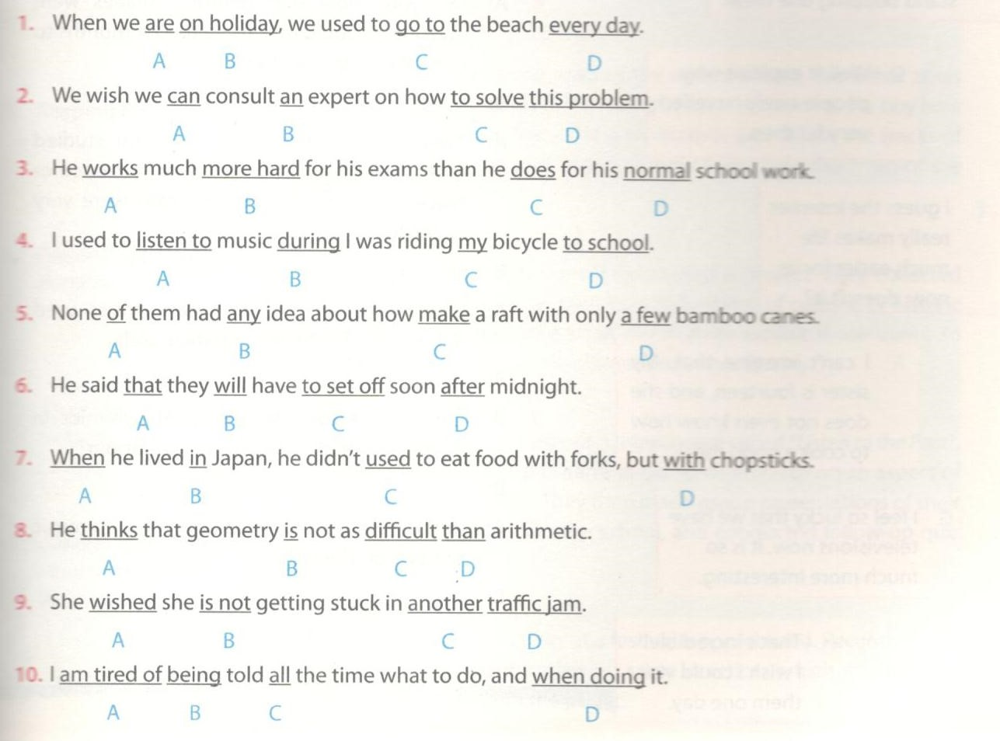 1. When we are on holiday, we used to go to the beach every day.
A B C D
2. We wish we can consult an expert on how to solve this problem.
A B C D
3. He works much more hard for his exams than he does for his normal school work.
A B C D
4. I used to listen to music during I was riding my bicycle to school.
A B C D
5. None of them had any idea about how make a raft with only a few bamboo canes.
A B C D
6. He said that they will have to set off soon after midnight.
A B C D
7. When he lived in Japan, he didn't used to eat food with forks, but with chopsticks.
A B C D
8. He thinks that geometry is not as difficult than arithmetic.
A B C D
9. She wished she is not getting stuck in another traffic jam.
A B C D
10. I am tired of being told all the time what to do, and when doing it.
A B C D